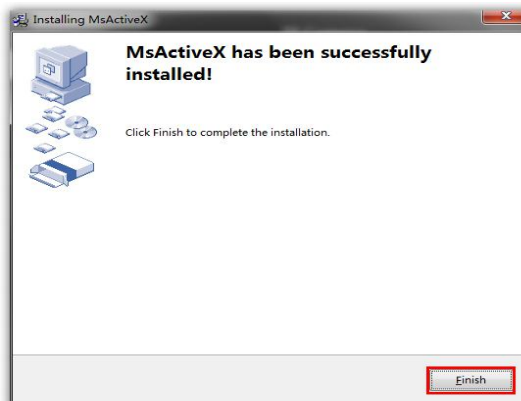 Installing MsActiveX
MsActiveX has been successfully
installed!
Click Finish to complete the installation.
Finish